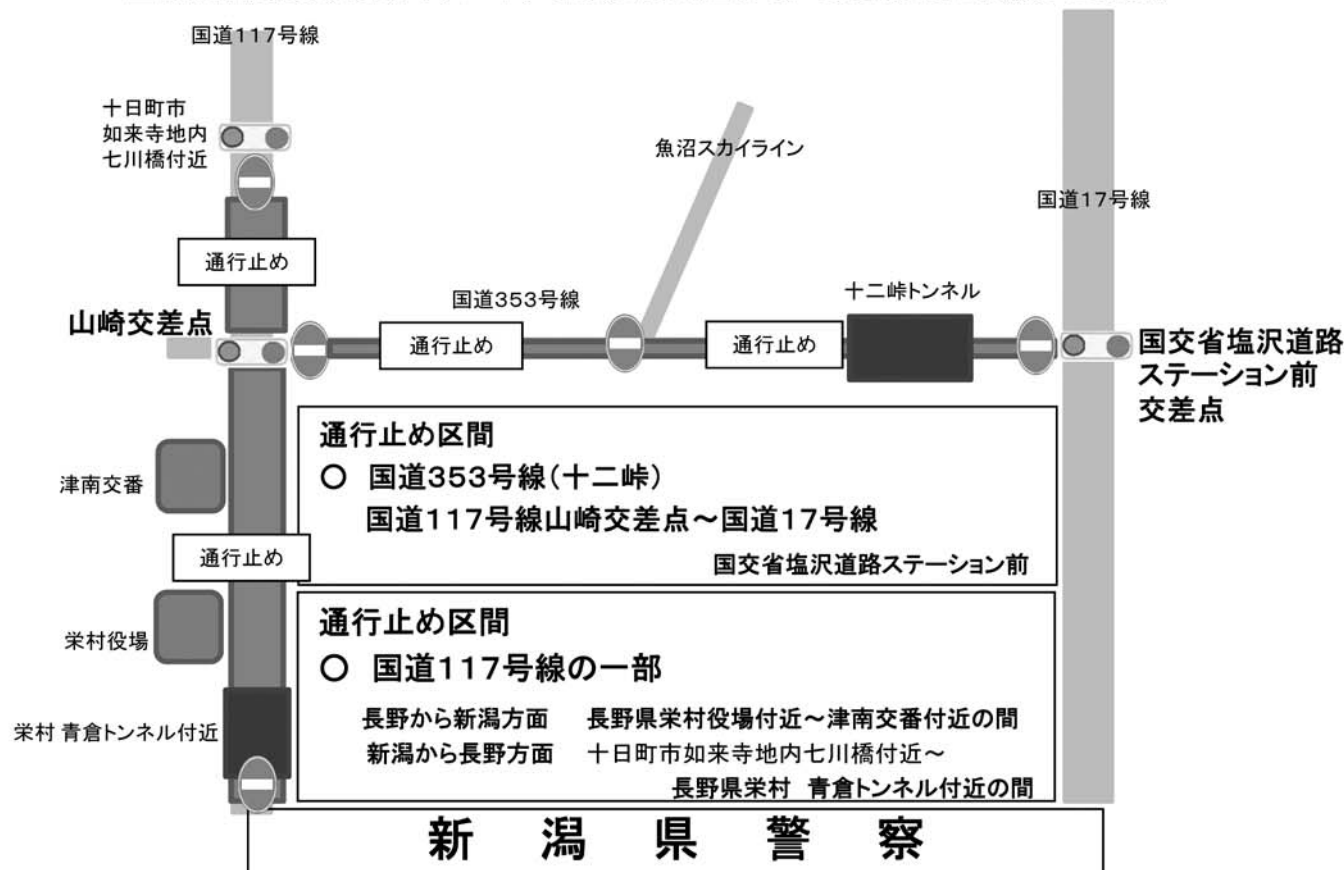 国道117号線
十日町市
如来寺地内
七川橋付近
魚沼スカイライン
国道17号線
通行止め
国道353号線
十二峠トンネル
山崎交差点
通行止め
通行止め
国交省塩沢道路
ステーション前
交差点
通行止め区間
○ 国道353号線(十二峠)
国道117号線山崎交差点~国道17号線
国交省塩沢道路ステーション前
津南交番
通行止め
栄村役場
栄村 青倉トンネル付近
通行止め区間
○ 国道117号線の一部
長野から新潟方面 長野県栄村役場付近~津南交番付近の間
新潟から長野方面 十日町市如来寺地内七川橋付近~
長野県栄村 青倉トンネル付近の間
新潟県警察